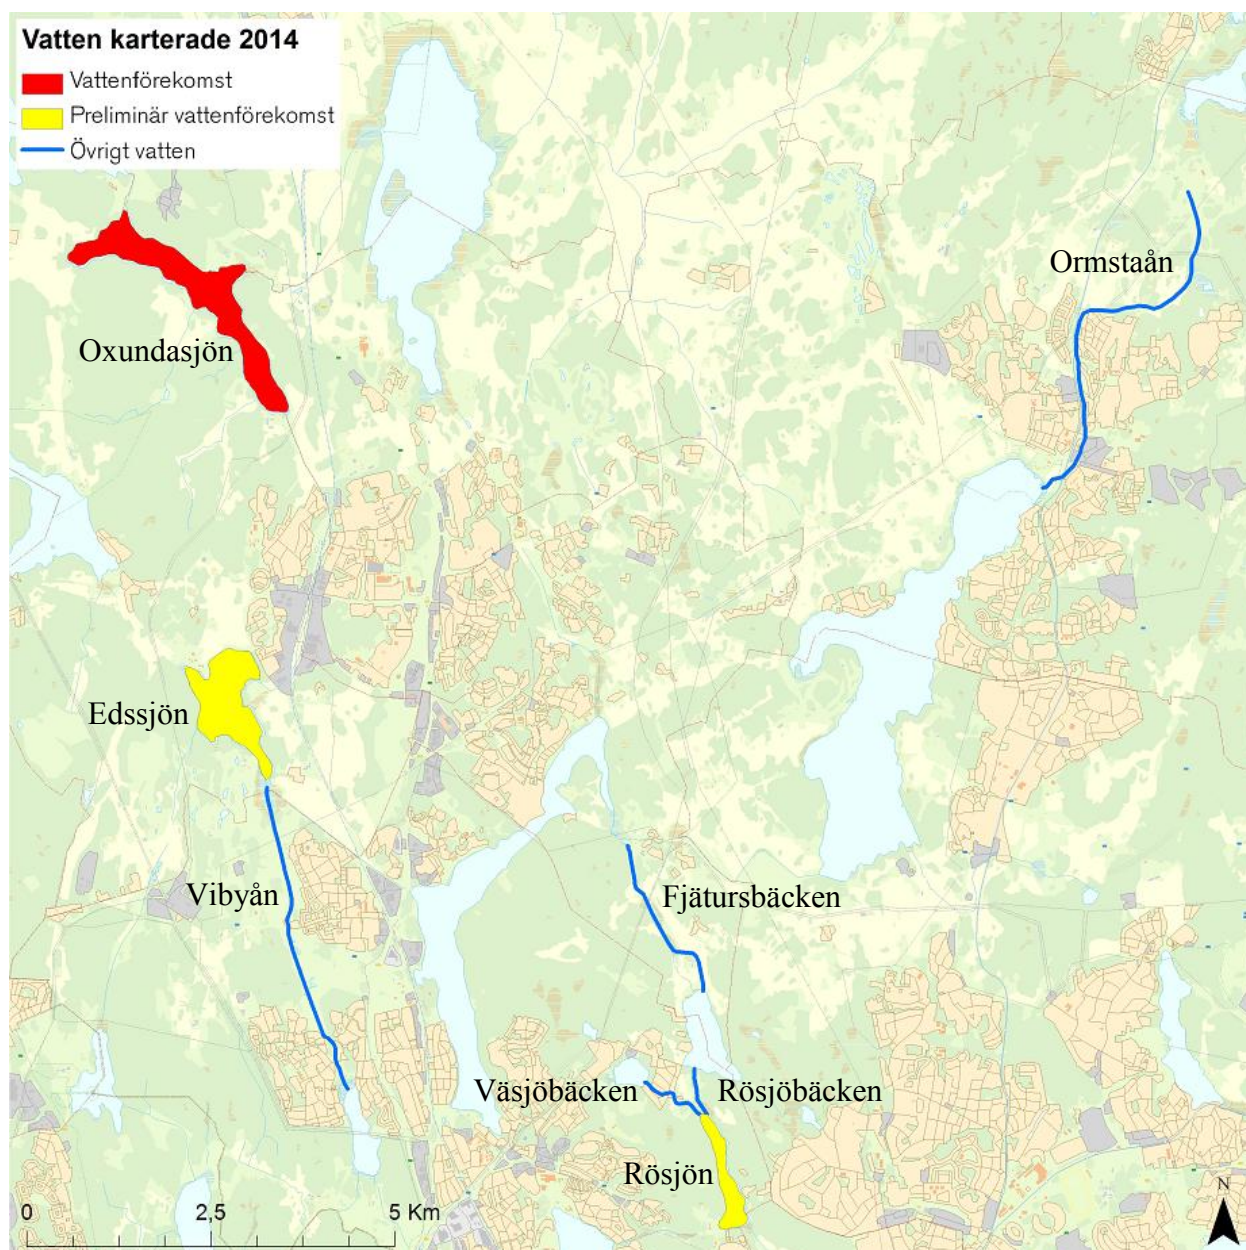 Vatten karterade 2014
Vattenförekomst
Preliminär vattenförekomst
Övrigt vatten
Ormstaån
Oxundasjön
Edssjön
Vibyån
Fjätursbäcken
Väsjöbäcken
Rösjöbäcken
Rösjön
N
0 2,5 5 Km